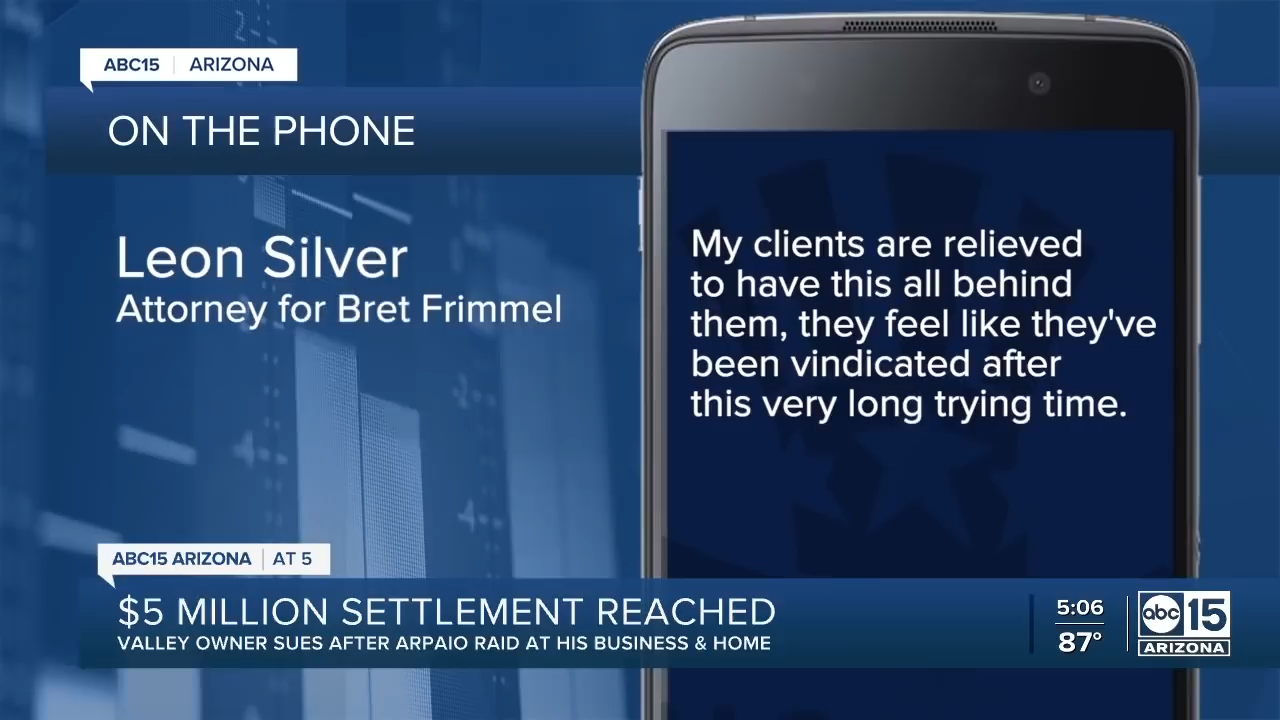 ABC15 | ARIZONA
ON THE PHONE
Leon Silver
Attorney for Bret Frimmel
My clients are relieved
to have this all behind
them, they feel like they've
been vindicated after
this very long trying time.
ABC15 ARIZONA | AT 5
$5 MILLION SETTLEMENT REACHED
VALLEY OWNER SUES AFTER ARPAIO RAID AT HIS BUSINESS & HOME
5:06
87°
abc 15
ARIZONA